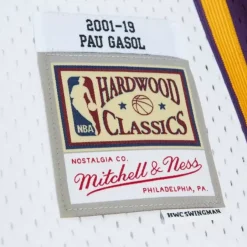 2001-19
PAU GASOL
HARDWOOD
NBA
CLASSICS
NOSTALGIA CO.
Mitchell & Ness
PHILADELPHIA, PA.
HWC SWINGMAN